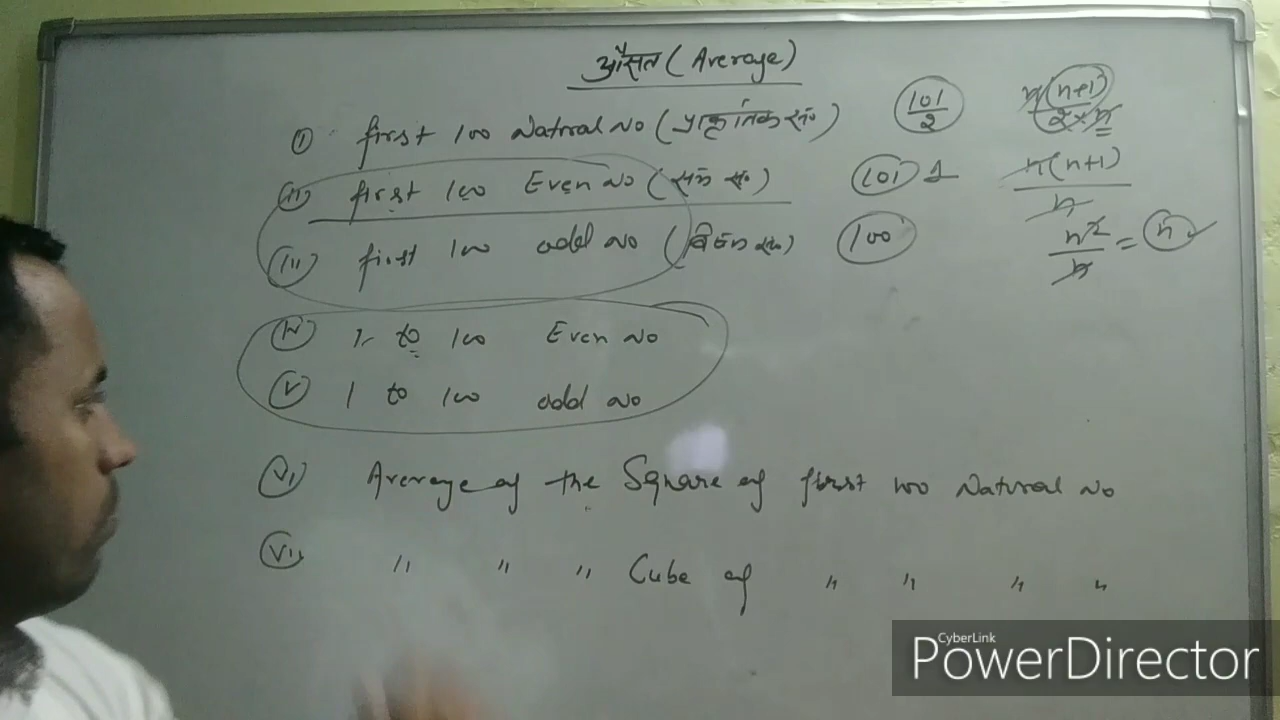 औसत (Average)
① first 100 Natural No (प्राकृतिक सं०) 101/2 n(n+1)/2×n
(ii) first 100 Even No (सम सं०) 101 n(n+1)/n
(iii) first 100 odd No (विषम सं०) 100 n²/n = n
(iv) 1 to 100 Even No
(v) 1 to 100 odd No
(vi) Average of the Square of first 100 Natural No
(vii) " " " Cube of " " " "
CyberLink
PowerDirector